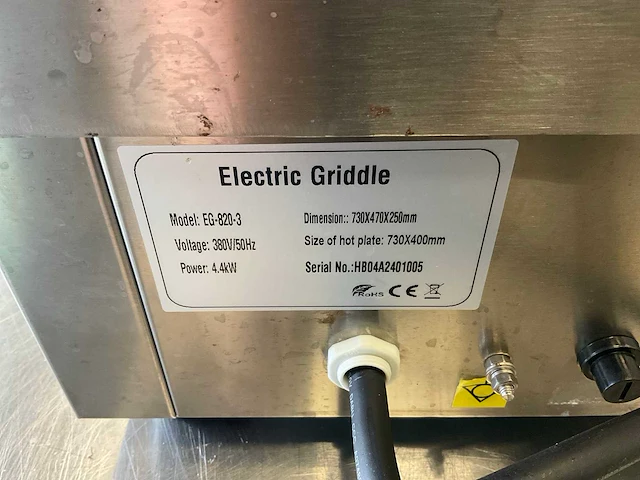 Electric Griddle
Model: EG-820-3
Dimension:: 730X470X250mm
Voltage: 380V/50Hz
Size of hot plate: 730X400mm
Power: 4.4kW
Serial No.:HB04A2401005
RoHS CE